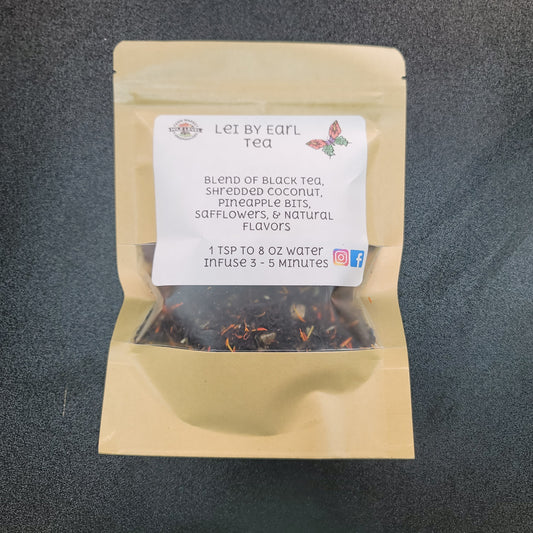 Lei by Earl
Tea
Blend of Black Tea,
Shredded Coconut,
Pineapple Bits,
Safflowers, & Natural
Flavors
1 tsp to 8 oz water
Infuse 3 - 5 minutes